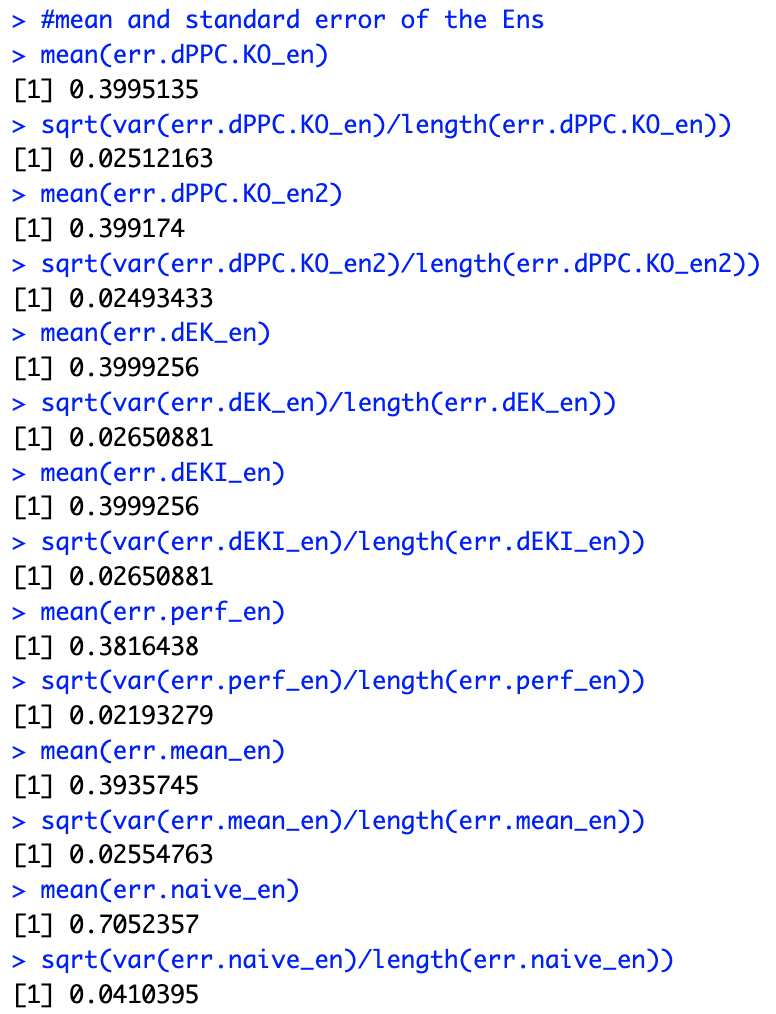 > #mean and standard error of the Ens
> mean(err.dPPC.KO_en)
[1] 0.3995135
> sqrt(var(err.dPPC.KO_en)/length(err.dPPC.KO_en))
[1] 0.02512163
> mean(err.dPPC.KO_en2)
[1] 0.399174
> sqrt(var(err.dPPC.KO_en2)/length(err.dPPC.KO_en2))
[1] 0.02493433
> mean(err.dEK_en)
[1] 0.3999256
> sqrt(var(err.dEK_en)/length(err.dEK_en))
[1] 0.02650881
> mean(err.dEKI_en)
[1] 0.3999256
> sqrt(var(err.dEKI_en)/length(err.dEKI_en))
[1] 0.02650881
> mean(err.perf_en)
[1] 0.3816438
> sqrt(var(err.perf_en)/length(err.perf_en))
[1] 0.02193279
> mean(err.mean_en)
[1] 0.3935745
> sqrt(var(err.mean_en)/length(err.mean_en))
[1] 0.02554763
> mean(err.naive_en)
[1] 0.7052357
> sqrt(var(err.naive_en)/length(err.naive_en))
[1] 0.0410395